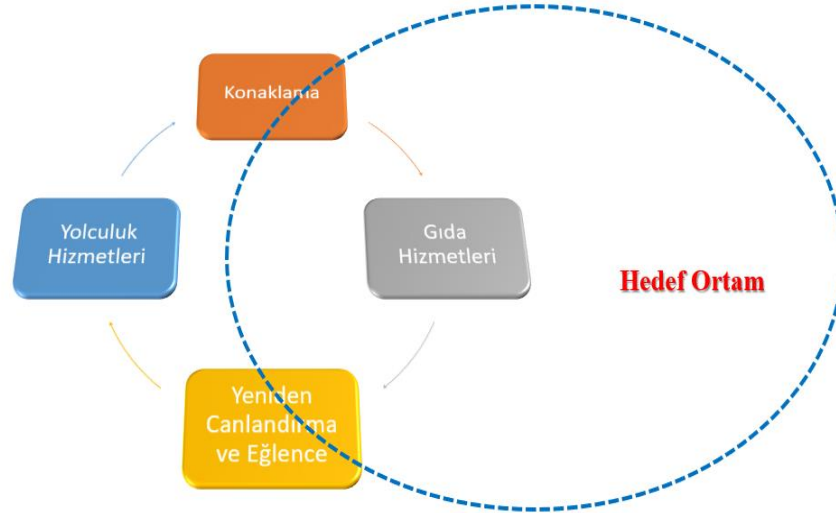 Konaklama
Yolculuk
Hizmetleri
Gıda
Hizmetleri
Hedef Ortam
Yeniden
Canlandırma
ve Eğlence